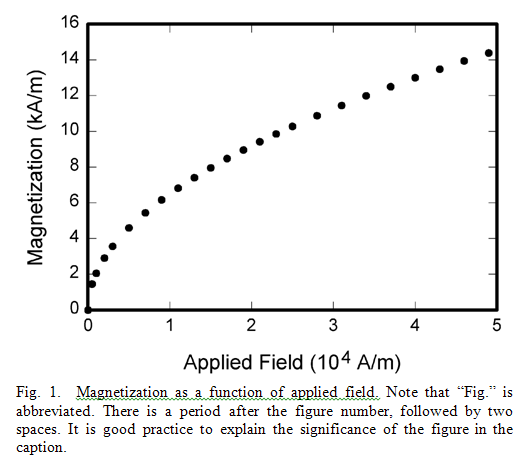 16
14
12
10
8
6
4
2
0
Magnetization (kA/m)
0 1 2 3 4 5
Applied Field (10⁴ A/m)
Fig. 1.  Magnetization as a function of applied field. Note that “Fig.” is
abbreviated. There is a period after the figure number, followed by two
spaces. It is good practice to explain the significance of the figure in the
caption.